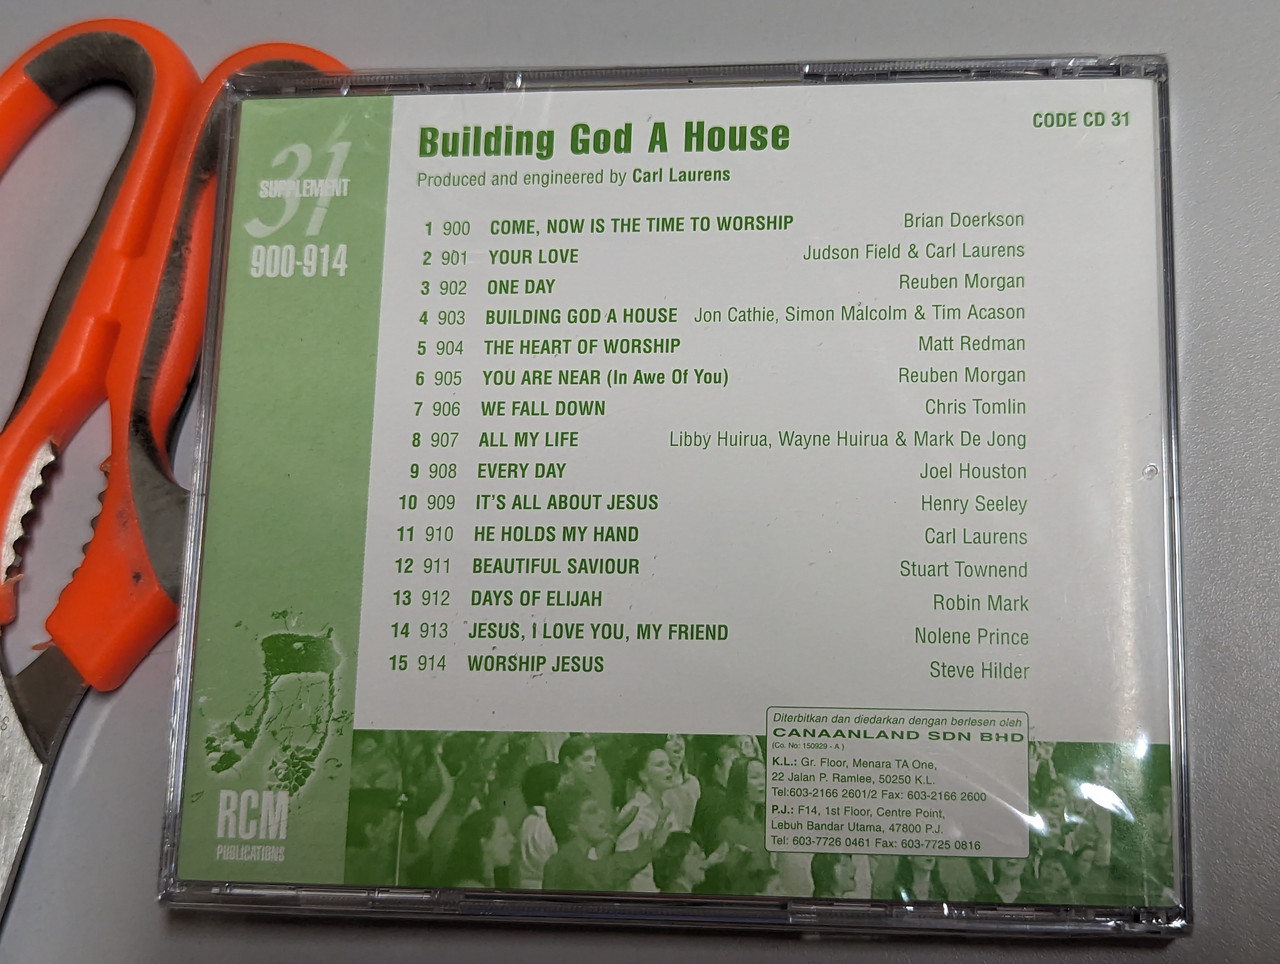 31
SUPPLEMENT
900-914
Building God A House
CODE CD 31
Produced and engineered by Carl Laurens
1 900 COME, NOW IS THE TIME TO WORSHIP Brian Doerkson
2 901 YOUR LOVE Judson Field & Carl Laurens
3 902 ONE DAY Reuben Morgan
4 903 BUILDING GOD A HOUSE Jon Cathie, Simon Malcolm & Tim Acason
5 904 THE HEART OF WORSHIP Matt Redman
6 905 YOU ARE NEAR (In Awe Of You) Reuben Morgan
7 906 WE FALL DOWN Chris Tomlin
8 907 ALL MY LIFE Libby Huirua, Wayne Huirua & Mark De Jong
9 908 EVERY DAY Joel Houston
10 909 IT'S ALL ABOUT JESUS Henry Seeley
11 910 HE HOLDS MY HAND Carl Laurens
12 911 BEAUTIFUL SAVIOUR Stuart Townend
13 912 DAYS OF ELIJAH Robin Mark
14 913 JESUS, I LOVE YOU, MY FRIEND Nolene Prince
15 914 WORSHIP JESUS Steve Hilder
Diterbitkan dan diedarkan dengan berlesen oleh
CANAANLAND SDN BHD
(Co. No: 150929 - A )
K.L.: Gr. Floor, Menara TA One,
22 Jalan P. Ramlee, 50250 K.L.
Tel:603-2166 2601/2 Fax: 603-2166 2600
P.J.: F14, 1st Floor, Centre Point,
Lebuh Bandar Utama, 47800 P.J.
Tel: 603-7726 0461 Fax: 603-7725 0816
RCM
PUBLICATIONS